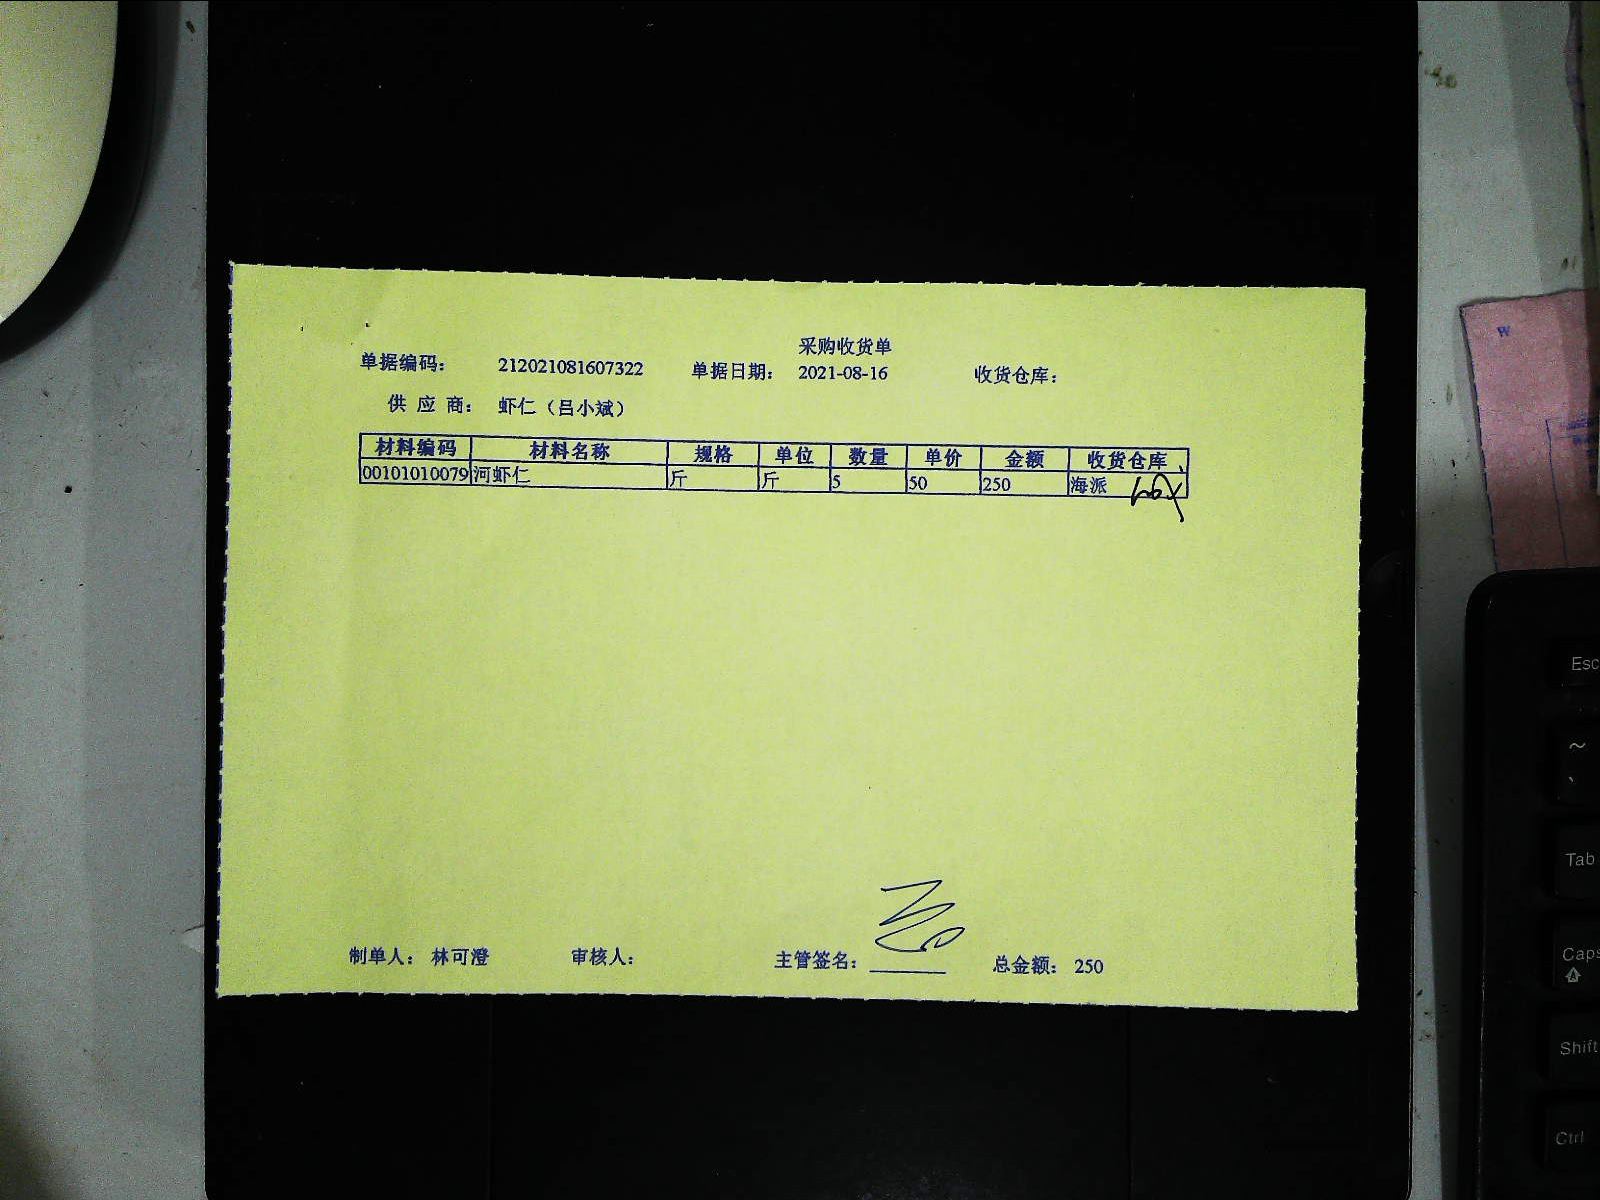 采购收货单
单据编码： 212021081607322 单据日期： 2021-08-16 收货仓库：
供 应 商： 虾仁（吕小斌）
材料编码 材料名称 规格 单位 数量 单价 金额 收货仓库
00101010079 河虾仁 斤 斤 5 50 250 海派
制单人： 林可澄 审核人： 主管签名： 总金额： 250
W
Esc
~
、
Tab
Caps
Shift
Ctrl